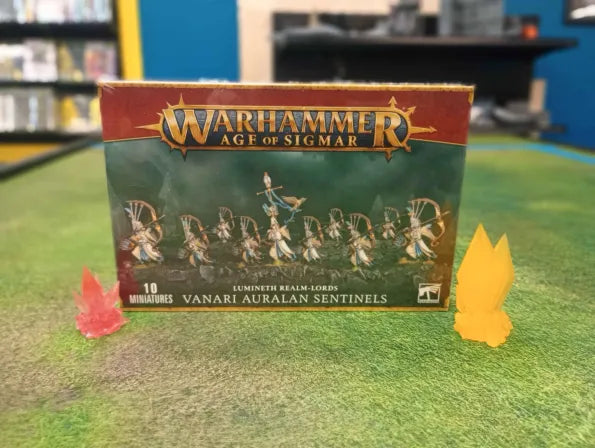 WARHAMMER
AGE OF SIGMAR
10
MINIATURES
LUMINETH REALM-LORDS
VANARI AURALAN SENTINELS